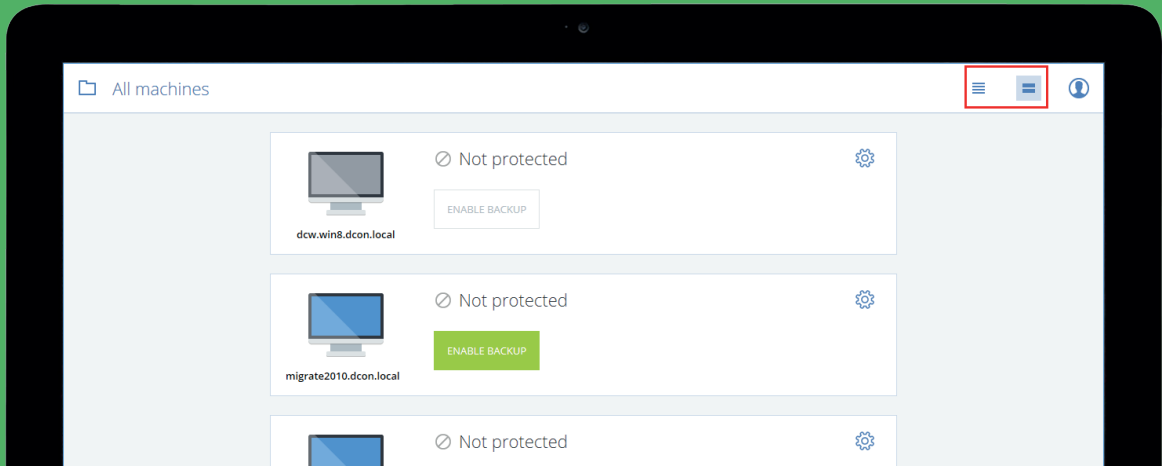 All machines
Not protected
ENABLE BACKUP
dcw.win8.dcon.local
Not protected
ENABLE BACKUP
migrate2010.dcon.local
Not protected